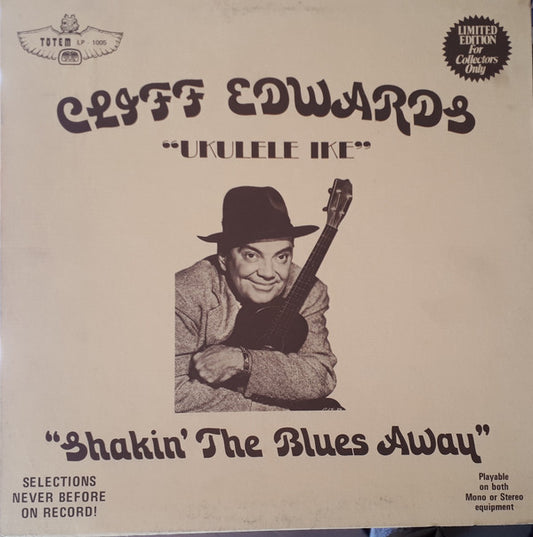 TOTEM LP - 1005
LIMITED
EDITION
For
Collectors
Only
CLIFF EDWARDS
"UKULELE IKE"
"Shakin' The Blues Away"
SELECTIONS
NEVER BEFORE
ON RECORD!
Playable
on both
Mono or Stereo
equipment